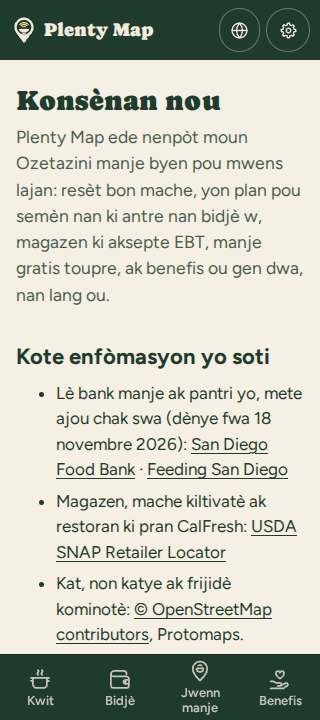 Plenty Map
Konsènan nou
Plenty Map ede nenpòt moun
Ozetazini manje byen pou mwens
lajan: resèt bon mache, yon plan pou
semèn nan ki antre nan bidjè w,
magazen ki aksepte EBT, manje
gratis toupre, ak benefis ou gen dwa,
nan lang ou.
Kote enfòmasyon yo soti
• Lè bank manje ak pantri yo, mete
ajou chak swa (dènye fwa 18
novembre 2026): San Diego
Food Bank · Feeding San Diego
• Magazen, mache kiltivatè ak
restoran ki pran CalFresh: USDA
SNAP Retailer Locator
• Kat, non katye ak frijidè
kominotè: © OpenStreetMap
contributors, Protomaps.
Kwit
Bidjè
Jwenn
manje
Benefis